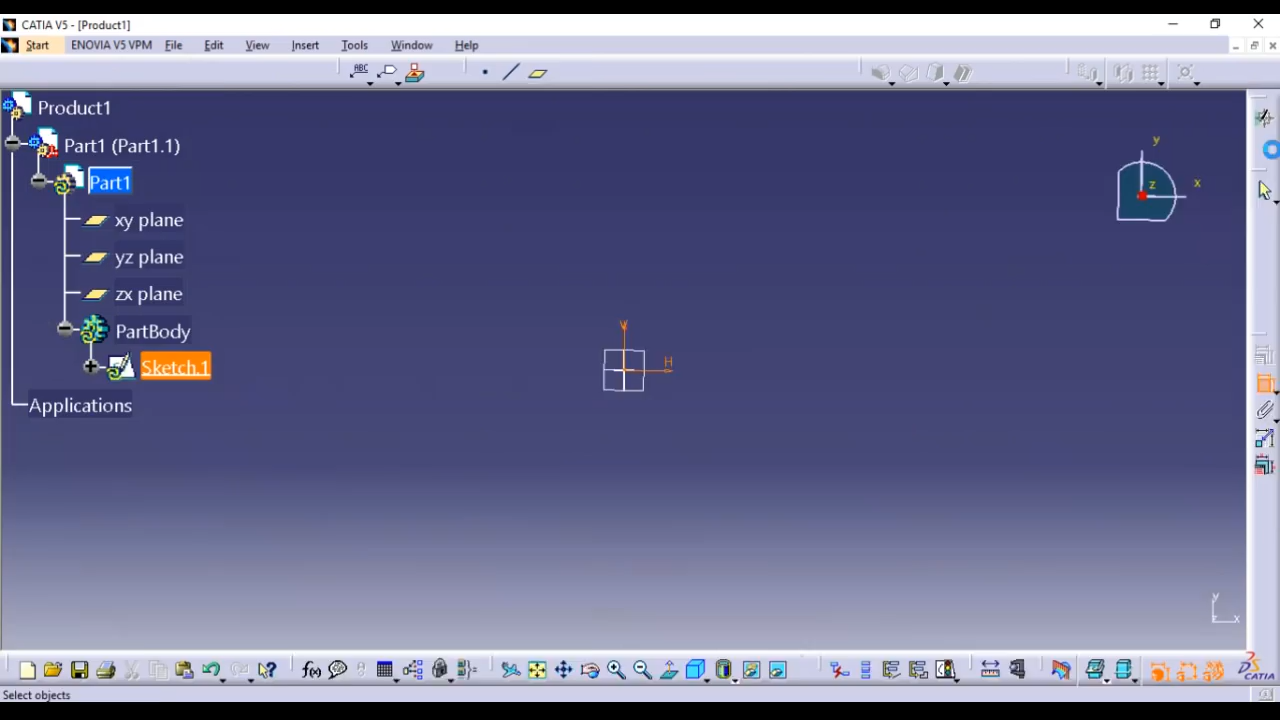 CATIA V5 - [Product1]
Start ENOVIA V5 VPM File Edit View Insert Tools Window Help
ABC
Product1
Part1 (Part1.1)
Part1
xy plane
yz plane
zx plane
PartBody
Sketch.1
Applications
y
z x
V
H
y
z x
f(x)
CATIA
Select objects